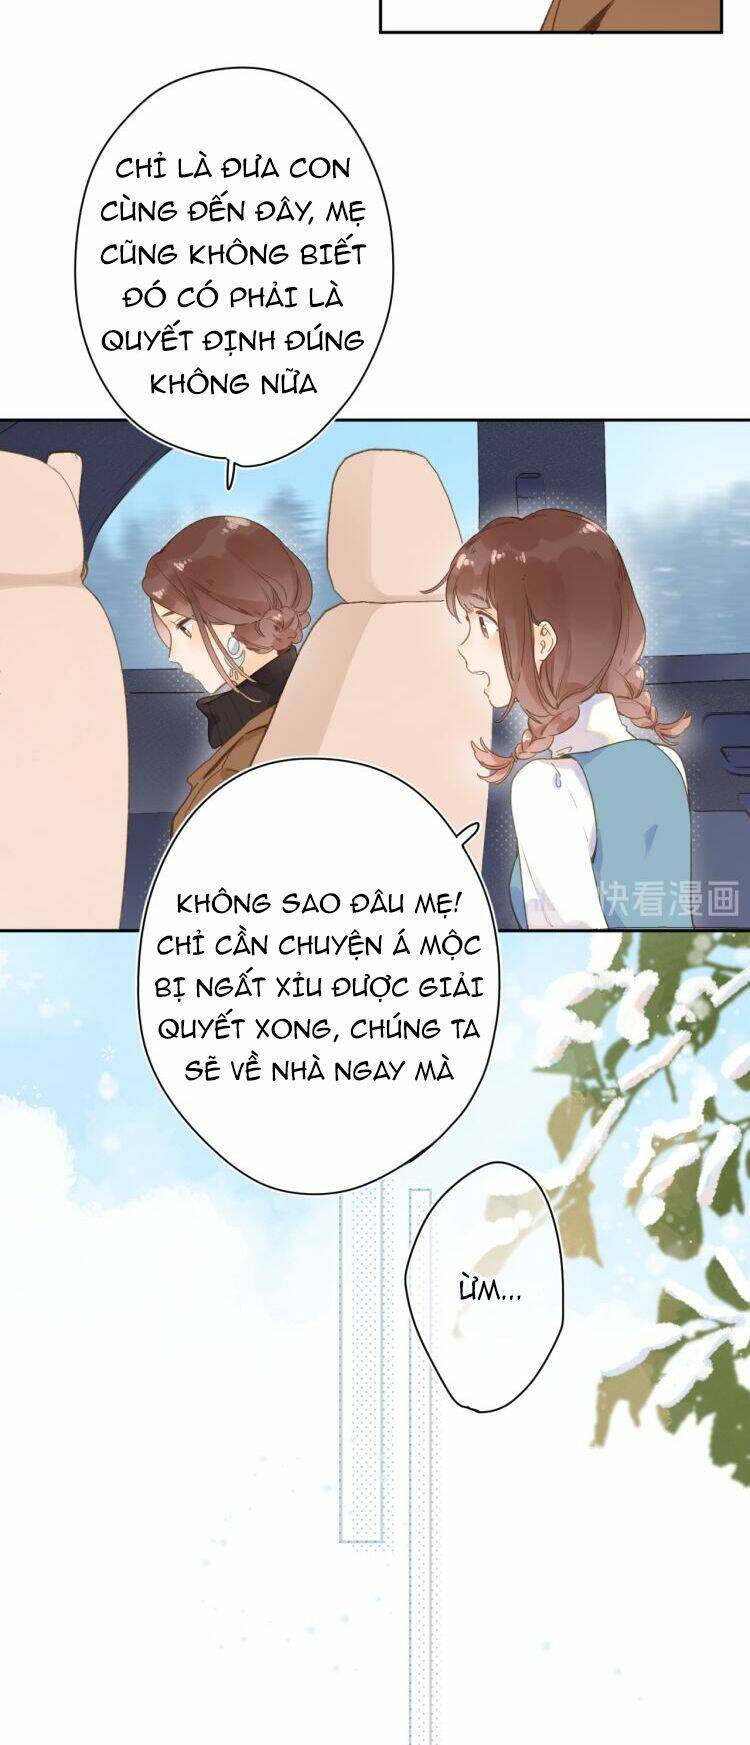 CHỈ LÀ ĐƯA CON
CÙNG ĐẾN ĐÂY, MẸ
CŨNG KHÔNG BIẾT
ĐÓ CÓ PHẢI LÀ
QUYẾT ĐỊNH ĐÚNG
KHÔNG NỮA
快看漫画
KHÔNG SAO ĐÂU MẸ!
CHỈ CẦN CHUYỆN Á MỘC
BỊ NGẤT XỈU ĐƯỢC GIẢI
QUYẾT XONG, CHÚNG TA
SẼ VỀ NHÀ NGAY MÀ
ỪM...